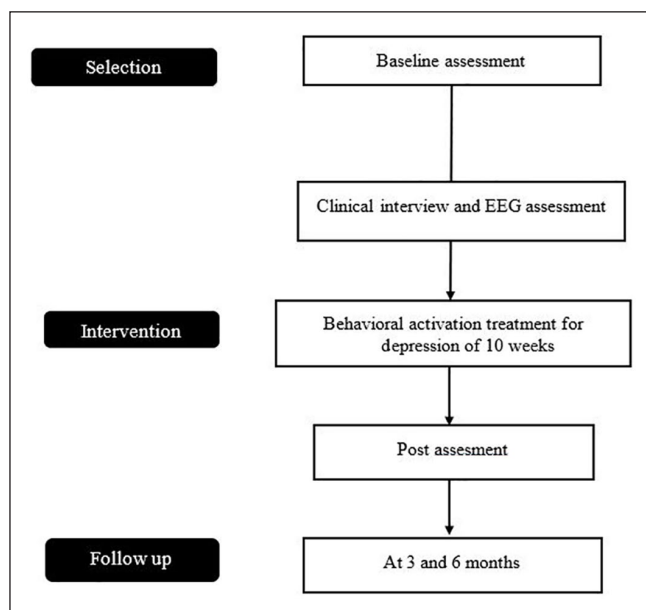 Selection
Baseline assessment
Clinical interview and EEG assessment
Intervention
Behavioral activation treatment for
depression of 10 weeks
Post assesment
Follow up
At 3 and 6 months